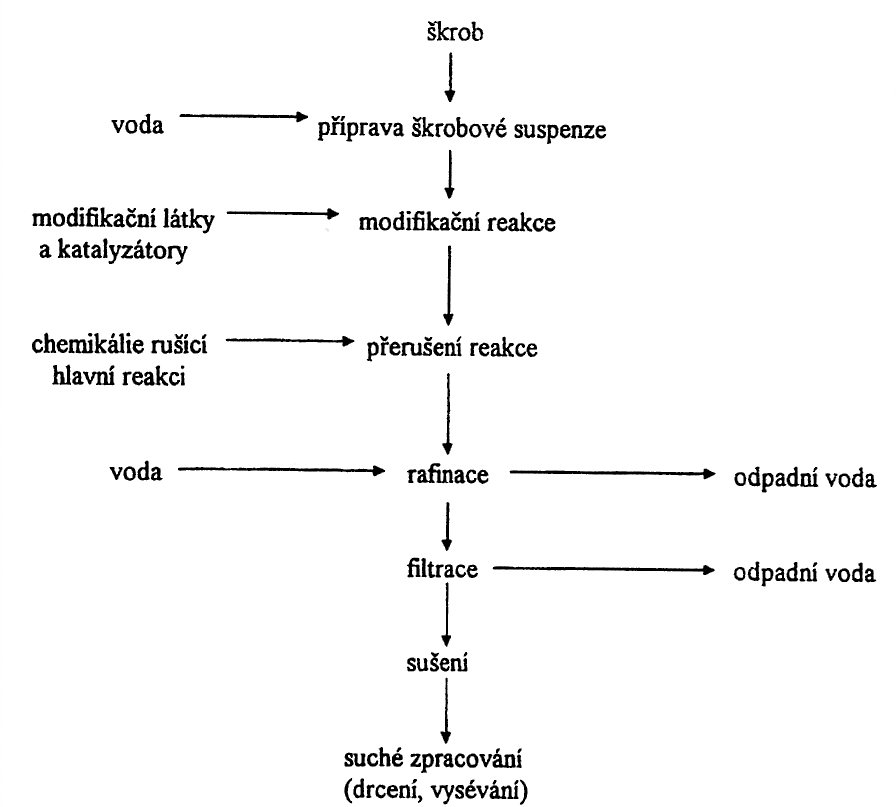 škrob
voda
příprava škrobové suspenze
modifikační látky
a katalyzátory
modifikační reakce
chemikálie rušící
hlavní reakci
přerušení reakce
voda
rafinace
odpadní voda
filtrace
odpadní voda
sušení
suché zpracování
(drcení, vysévání)